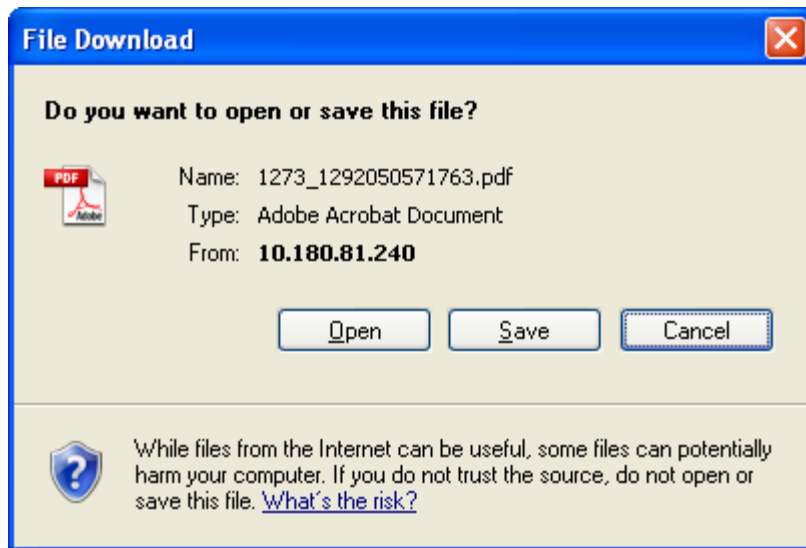 File Download
Do you want to open or save this file?
PDF
Adobe
Name: 1273_1292050571763.pdf
Type: Adobe Acrobat Document
From: 10.180.81.240
Open Save Cancel
While files from the Internet can be useful, some files can potentially
harm your computer. If you do not trust the source, do not open or
save this file. What's the risk?